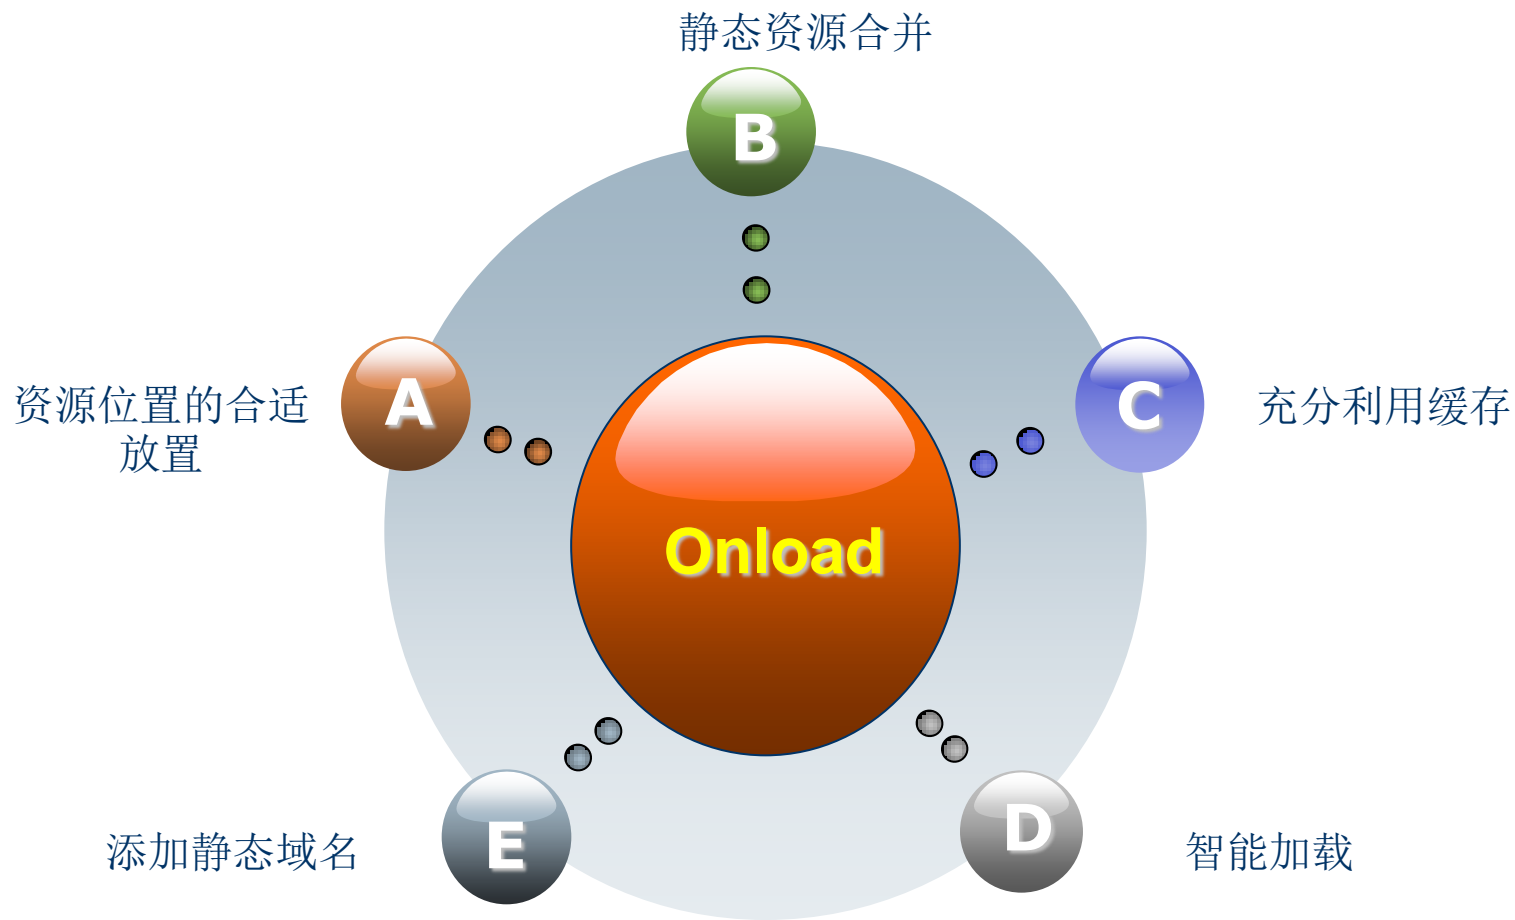 静态资源合并
B
A
资源位置的合适
放置
C
充分利用缓存
Onload
E
添加静态域名
D
智能加载